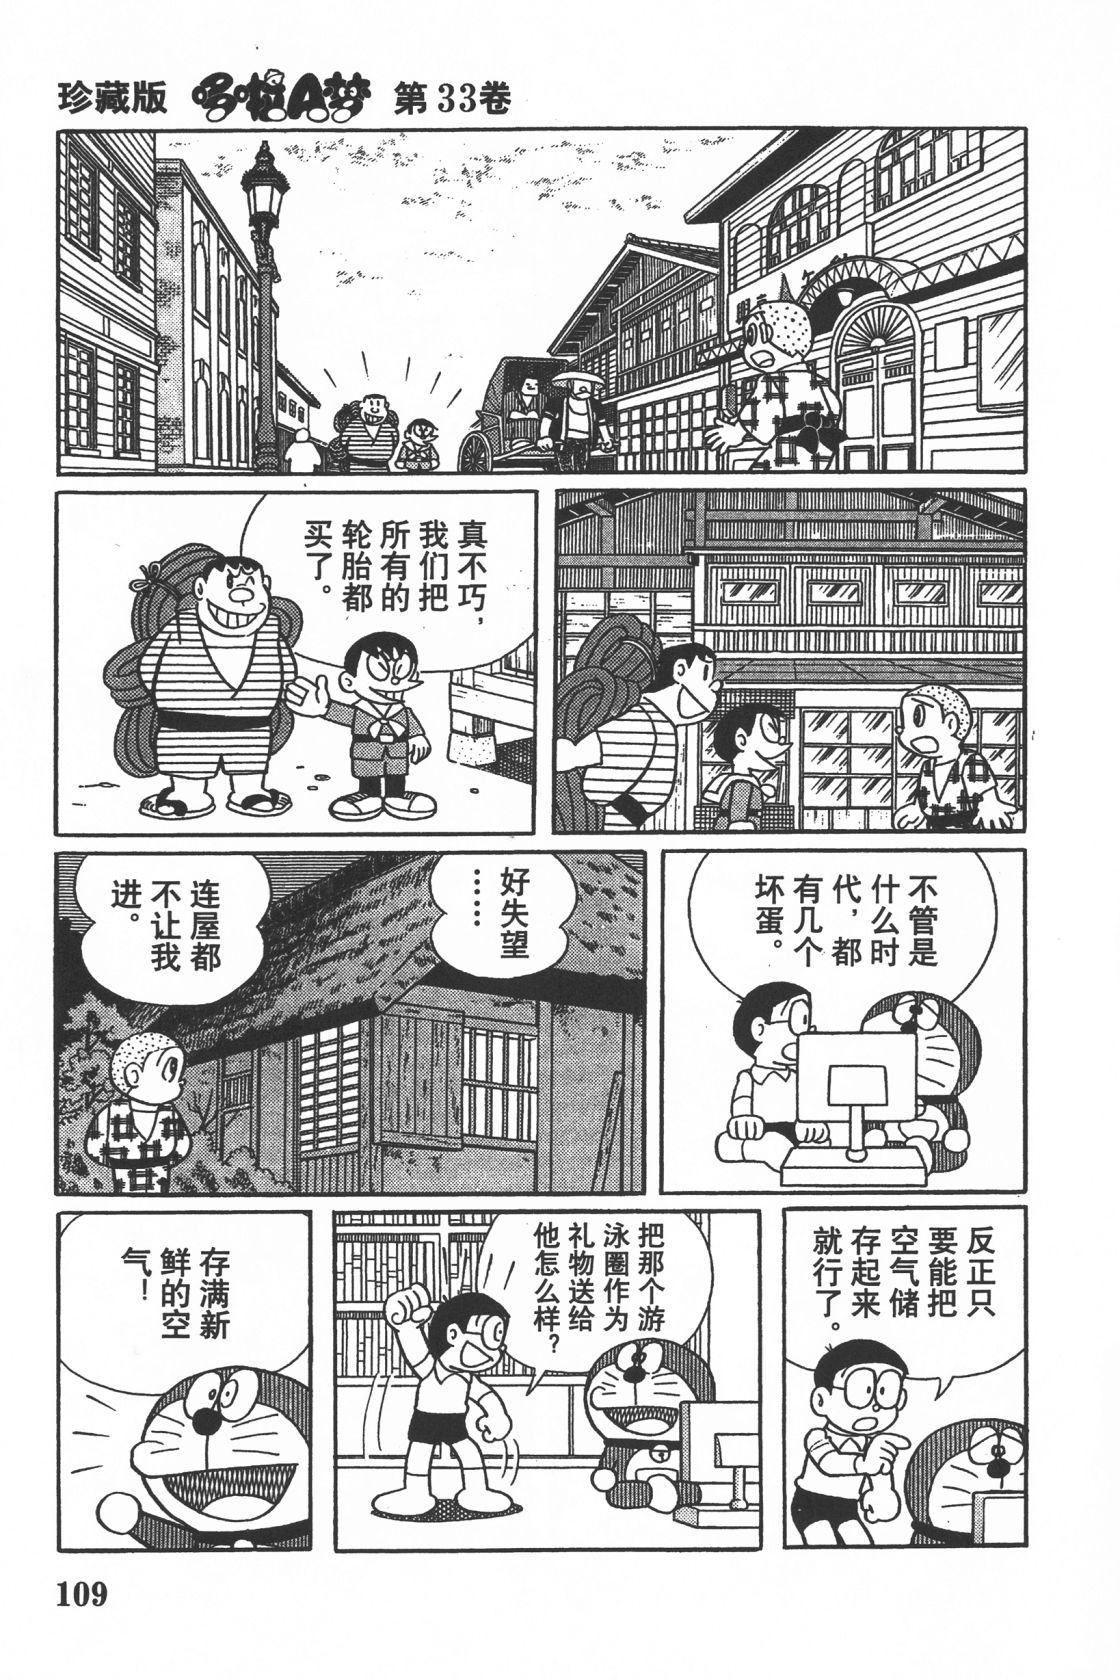 珍藏版 哆啦A梦 第33卷
真不巧，
我们把
所有的
轮胎都
买了。
不管是
什么时
代，都
有几个
坏蛋。
好失望
……
连屋都
不让我
进。
反正只
要能把
空气储
存起来
就行了。
把那个游
泳圈作为
礼物送给
他怎么样？
存满新
鲜的空
气！
109